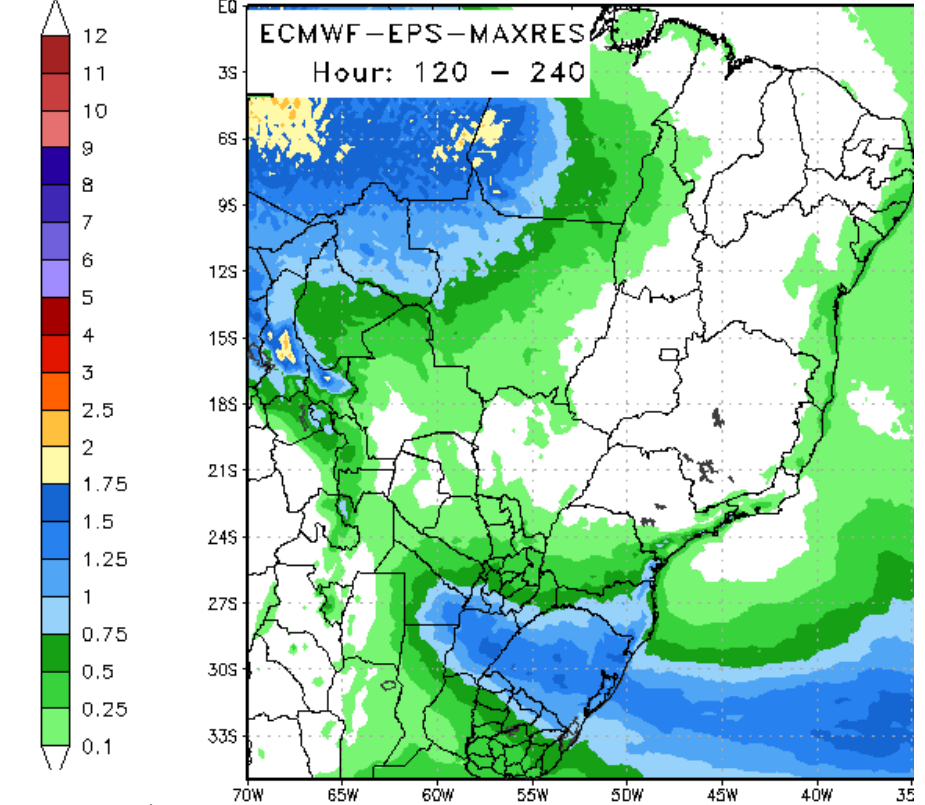 ECMWF-EPS-MAXRES
Hour: 120 - 240
12
11
10
9
8
7
6
5
4
3
2.5
2
1.75
1.5
1.25
1
0.75
0.5
0.25
0.1
EQ
3S
6S
9S
12S
15S
18S
21S
24S
27S
30S
33S
70W 65W 60W 55W 50W 45W 40W 35